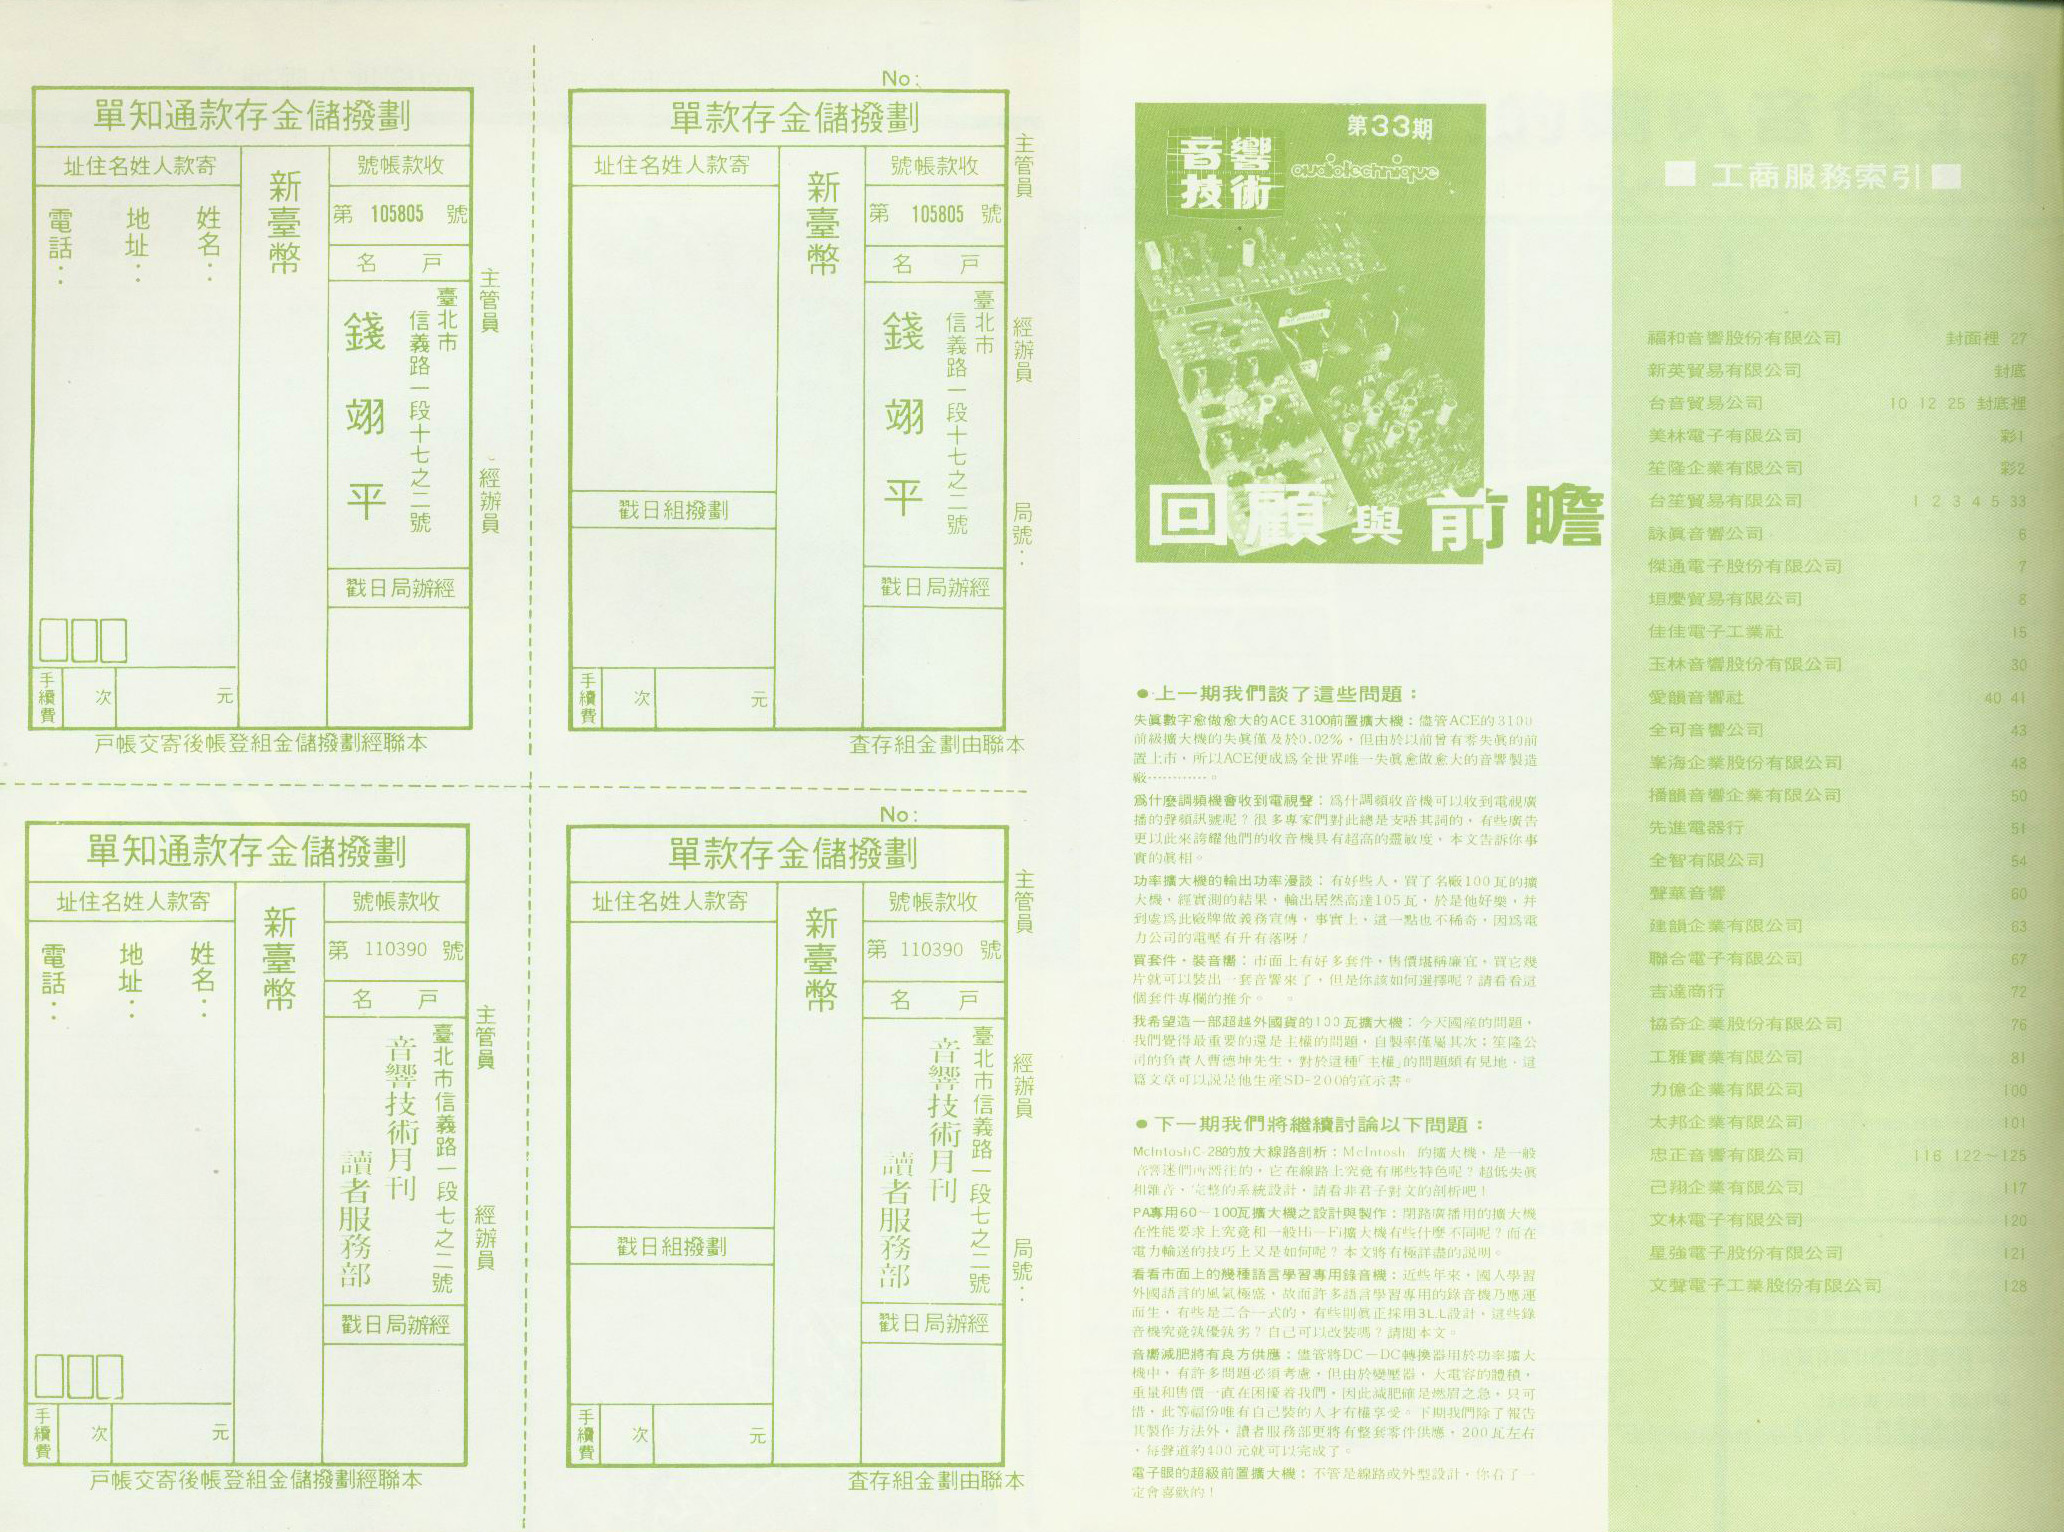 劃撥儲金存款通知單
收款帳號
寄款人姓名住址
第 105805 號
新臺幣
姓名：
地址：
電話：
戶名
臺北市
信義路一段十七之二號
錢翊平
主管員
經辦員
經辦局日戳
手續費
次
元
本聯經劃撥儲金組登帳後寄交帳戶
No:
劃撥儲金存款單
收款帳號
寄款人姓名住址
第 105805 號
新臺幣
戶名
臺北市
信義路一段十七之二號
錢翊平
主管員
經辦員
局號：
劃撥組日戳
經辦局日戳
手續費
次
元
本聯由劃金組存查
劃撥儲金存款通知單
收款帳號
寄款人姓名住址
第 110390 號
新臺幣
姓名：
地址：
電話：
戶名
臺北市信義路一段七之二號
音響技術月刊
讀者服務部
主管員
經辦員
經辦局日戳
手續費
次
元
本聯經劃撥儲金組登帳後寄交帳戶
No:
劃撥儲金存款單
收款帳號
寄款人姓名住址
第 110390 號
新臺幣
戶名
臺北市信義路一段七之二號
音響技術月刊
讀者服務部
主管員
經辦員
局號：
劃撥組日戳
經辦局日戳
手續費
次
元
本聯由劃金組存查
第33期
音響
技術
audiotechnique
回顧與前瞻
●上一期我們談了這些問題：
失眞數字愈做愈大的ACE 3100前置擴大機：儘管ACE的3100
前級擴大機的失眞僅及於0.02%，但由於以前曾有零失眞的前
置上市，所以ACE便成爲全世界唯一失眞愈做愈大的音響製造
廠…………。
爲什麼調頻機會收到電視聲：爲什調頻收音機可以收到電視廣
播的聲頻訊號呢？很多專家們對此總是支唔其詞的，有些廣告
更以此來誇耀他們的收音機具有超高的靈敏度、本文告訴你事
實的眞相。
功率擴大機的輸出功率漫談：有好些人，買了名廠100瓦的擴
大機，經實測的結果，輸出居然高達105瓦，於是他好樂，并
到處爲此廠牌做義務宣傳，事實上，這一點也不稀奇，因爲電
力公司的電壓有升有落呀！
買套件，裝音響：市面上有好多套件，售價堪稱廉宜，買它幾
片就可以裝出一套音響來了，但是你該如何選擇呢？請看看這
個套件專欄的推介。
我希望造一部超越外國貨的100瓦擴大機：今天國產的問題，
我們覺得最重要的還是主權的問題，自製率僅屬其次；笙隆公
司的負責人曹德坤先生，對於這種「主權」的問題頗有見地，這
篇文章可以説是他生產SD-200的宣示書。
●下一期我們將繼續討論以下問題：
McIntoshC-28的放大線路剖析：McIntosh 的擴大機，是一般
音響迷們所嚮往的，它在線路上究竟有那些特色呢？超低失眞
和雜音，完整的系統設計，請看非君子對文的剖析吧！
PA專用60～100瓦擴大機之設計與製作：閉路廣播用的擴大機
在性能要求上究竟和一般Hi－Fi擴大機有些什麼不同呢？而在
電力輸送的技巧上又是如何呢？本文將有極詳盡的説明。
看看市面上的幾種語言學習專用錄音機：近些年來，國人學習
外國語言的風氣極盛，故而許多語言學習專用的錄音機乃應運
而生，有些是二合一式的，有些則眞正採用3L.L設計，這些錄
音機究竟孰優孰劣？自己可以改裝嗎？請閱本文。
音響減肥將有良方供應：儘管將DC－DC轉換器用於功率擴大
機中，有許多問題必須考慮，但由於變壓器，大電容的體積，
重量和售價一直在困擾着我們，因此減肥確是燃眉之急，只可
惜，此等福份唯有自己裝的人才有權享受。下期我們除了報告
其製作方法外，讀者服務部更將有整套零件供應，200瓦左右
，每聲道約400元就可以完成了。
電子眼的超級前置擴大機：不管是線路或外型設計，你看了一
定會喜歡的！
■ 工商服務索引 ■
福和音響股份有限公司 封面裡 27
新英貿易有限公司 封底
台音貿易公司 10 12 25 封底裡
美林電子有限公司 彩1
笙隆企業有限公司 彩2
台笙貿易有限公司 1 2 3 4 5 33
詠眞音響公司 6
傑通電子股份有限公司 7
垣慶貿易有限公司 8
佳佳電子工業社 15
玉林音響股份有限公司 30
愛韻音響社 40 41
全可音響公司 43
峯海企業股份有限公司 48
播韻音響企業有限公司 50
先進電器行 51
全智有限公司 54
聲華音響 60
建韻企業有限公司 63
聯合電子有限公司 67
吉達商行 72
協奇企業股份有限公司 76
工雅實業有限公司 81
力億企業有限公司 100
太邦企業有限公司 101
忠正音響有限公司 116 122～125
己翔企業有限公司 117
文林電子有限公司 120
星強電子股份有限公司 121
文聲電子工業股份有限公司 128